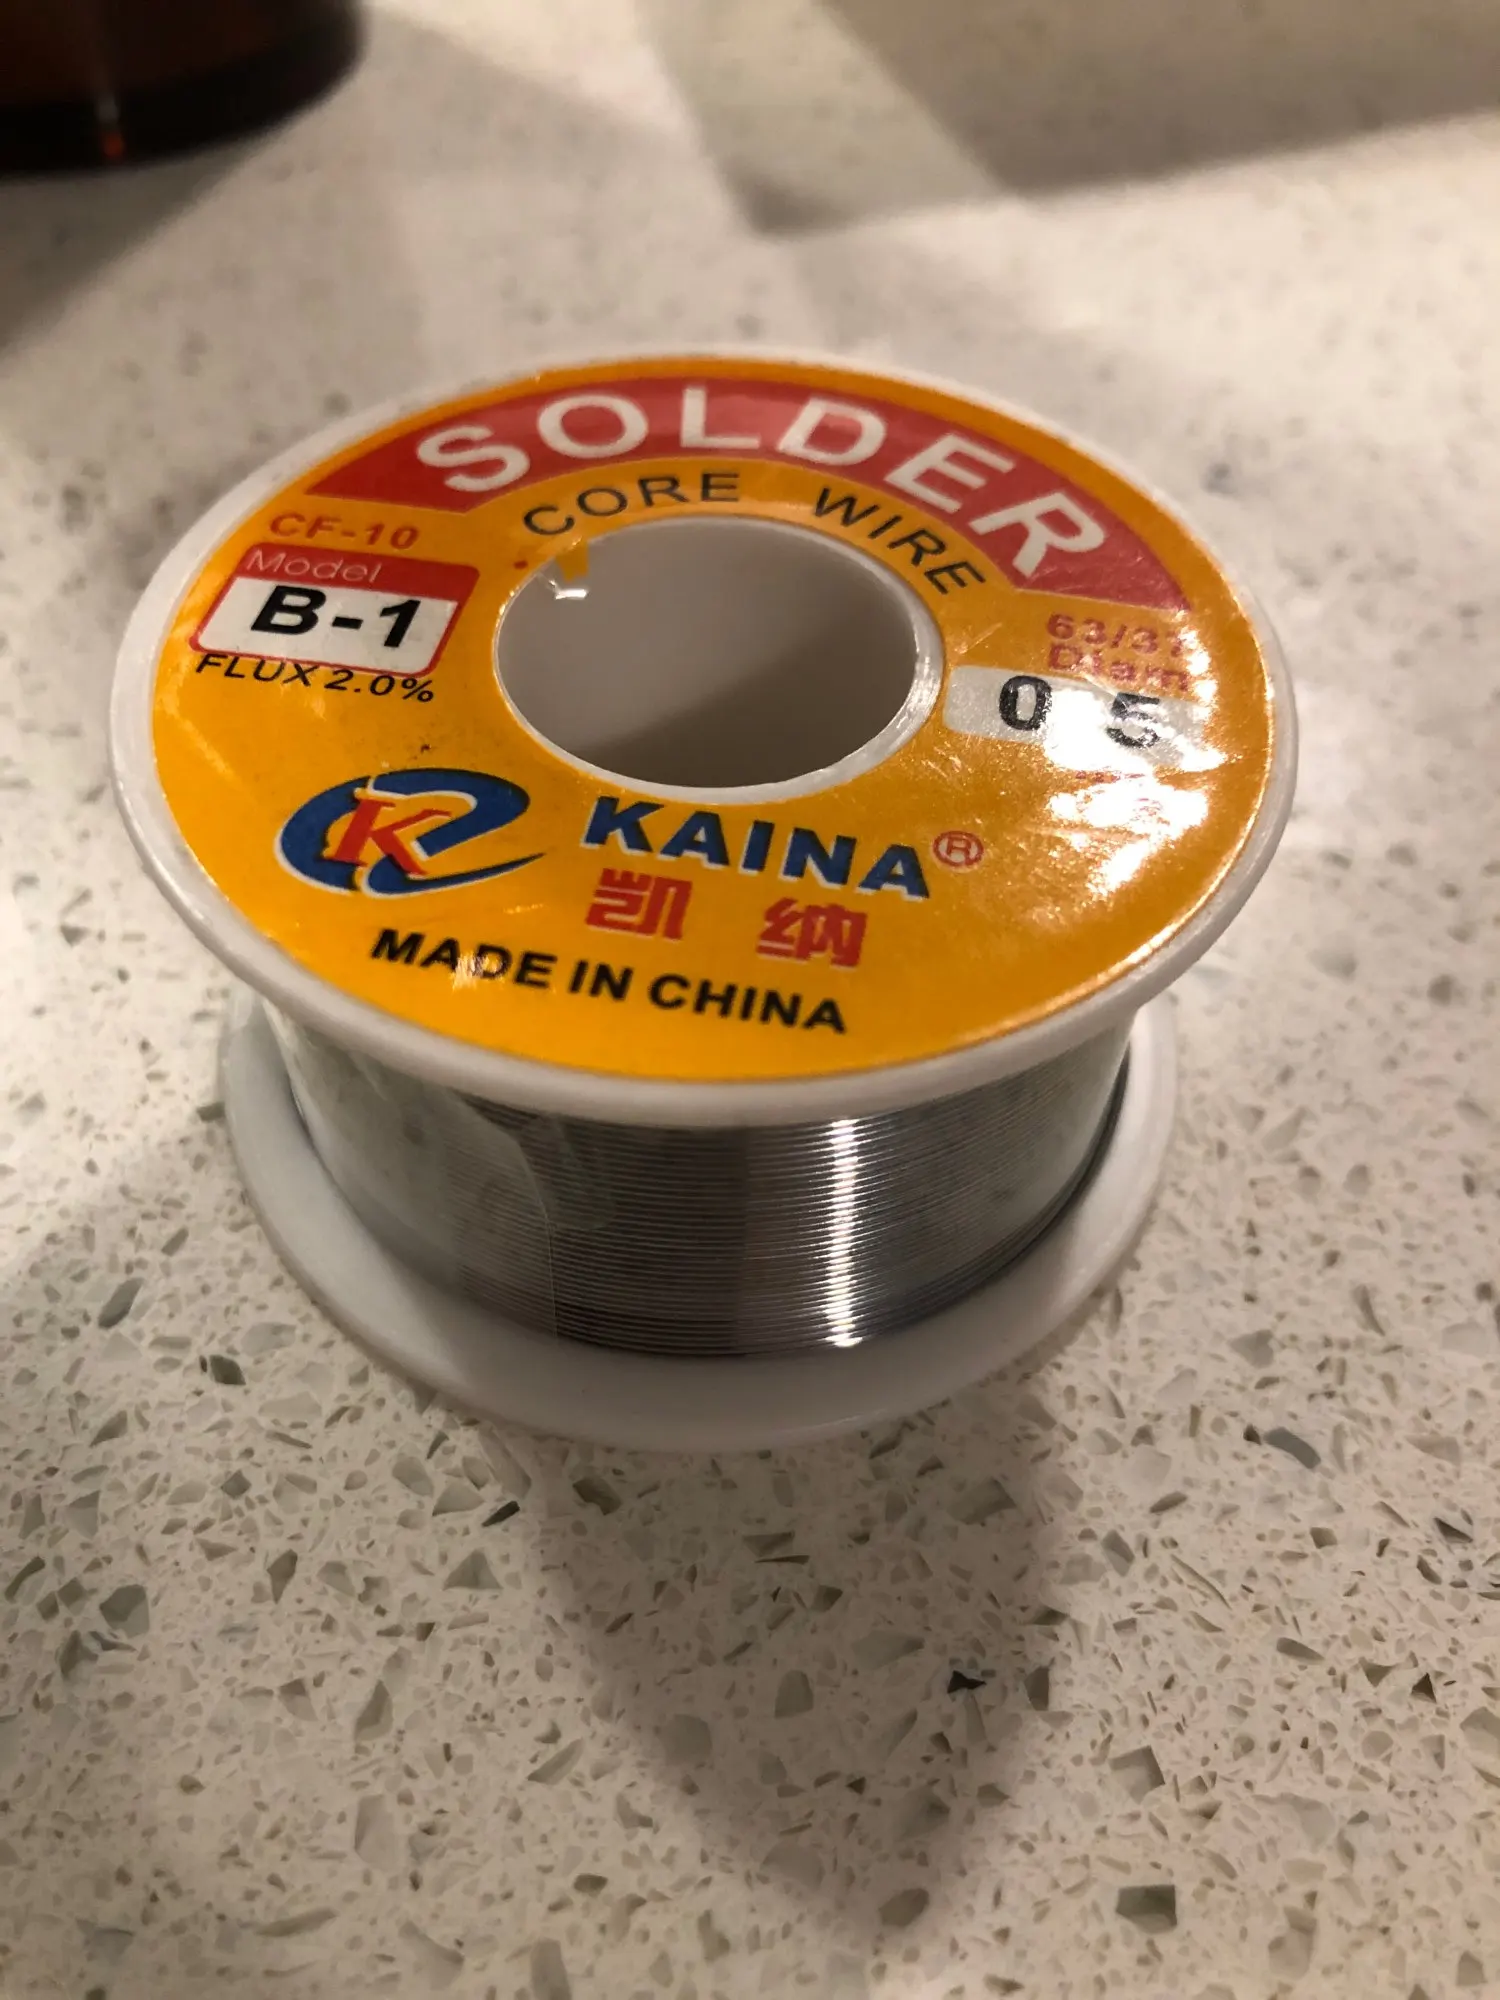 SOLDER
CORE WIRE
CF-10
Model
B-1
FLUX 2.0%
63/37
Diam
0 5
K
KAINA®
凯纳
MADE IN CHINA